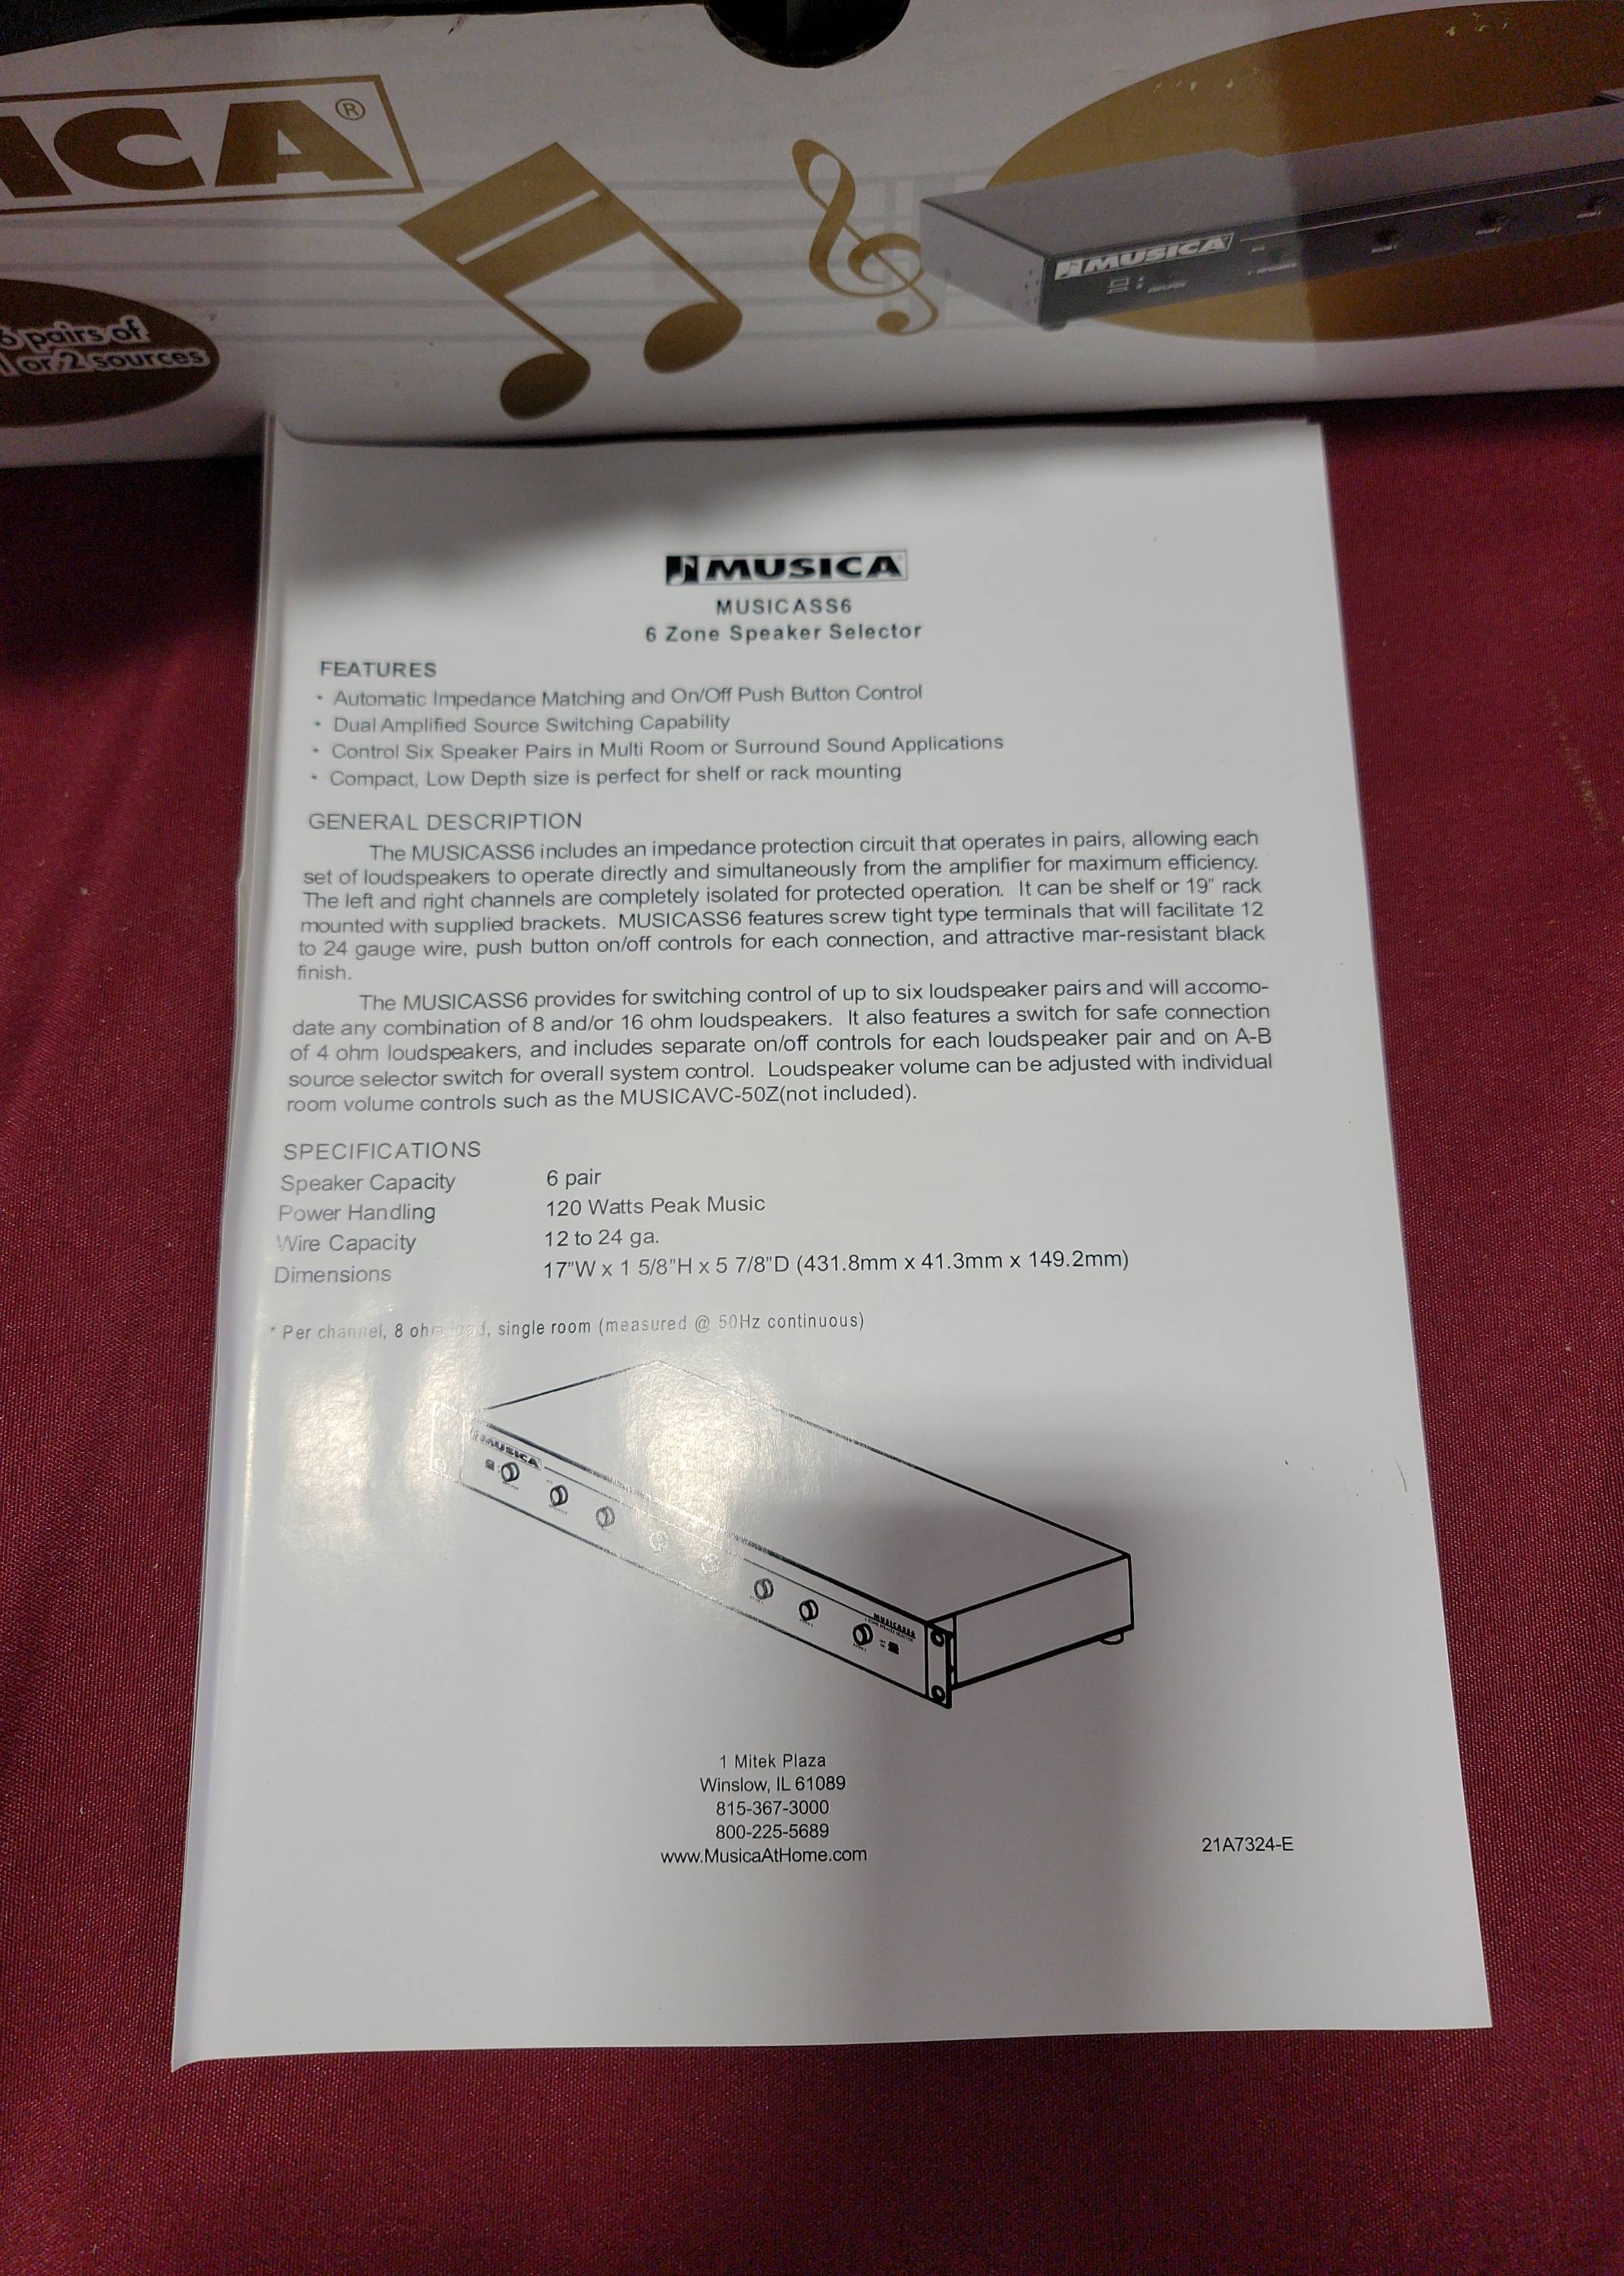 ICA®
6 pairs of
1 or 2 sources
MUSICA
MUSICA
MUSICASS6
6 Zone Speaker Selector
FEATURES
• Automatic Impedance Matching and On/Off Push Button Control
• Dual Amplified Source Switching Capability
• Control Six Speaker Pairs in Multi Room or Surround Sound Applications
• Compact, Low Depth size is perfect for shelf or rack mounting
GENERAL DESCRIPTION
The MUSICASS6 includes an impedance protection circuit that operates in pairs, allowing each
set of loudspeakers to operate directly and simultaneously from the amplifier for maximum efficiency.
The left and right channels are completely isolated for protected operation. It can be shelf or 19” rack
mounted with supplied brackets. MUSICASS6 features screw tight type terminals that will facilitate 12
to 24 gauge wire, push button on/off controls for each connection, and attractive mar-resistant black
finish.
The MUSICASS6 provides for switching control of up to six loudspeaker pairs and will accomo-
date any combination of 8 and/or 16 ohm loudspeakers. It also features a switch for safe connection
of 4 ohm loudspeakers, and includes separate on/off controls for each loudspeaker pair and on A-B
source selector switch for overall system control. Loudspeaker volume can be adjusted with individual
room volume controls such as the MUSICAVC-50Z(not included).
SPECIFICATIONS
Speaker Capacity 6 pair
Power Handling 120 Watts Peak Music
Wire Capacity 12 to 24 ga.
Dimensions 17”W x 1 5/8”H x 5 7/8”D (431.8mm x 41.3mm x 149.2mm)
* Per channel, 8 ohm load, single room (measured @ 50Hz continuous)
MUSICA
MUSICASS6
1 Mitek Plaza
Winslow, IL 61089
815-367-3000
800-225-5689
www.MusicaAtHome.com
21A7324-E